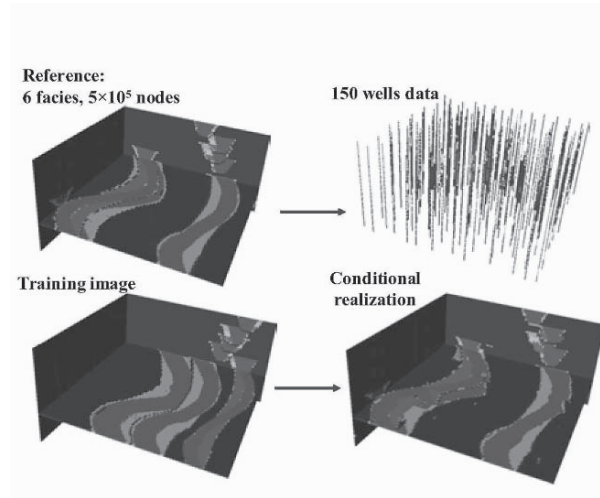 Reference:
6 facies, 5×10⁵ nodes
150 wells data
Training image
Conditional
realization